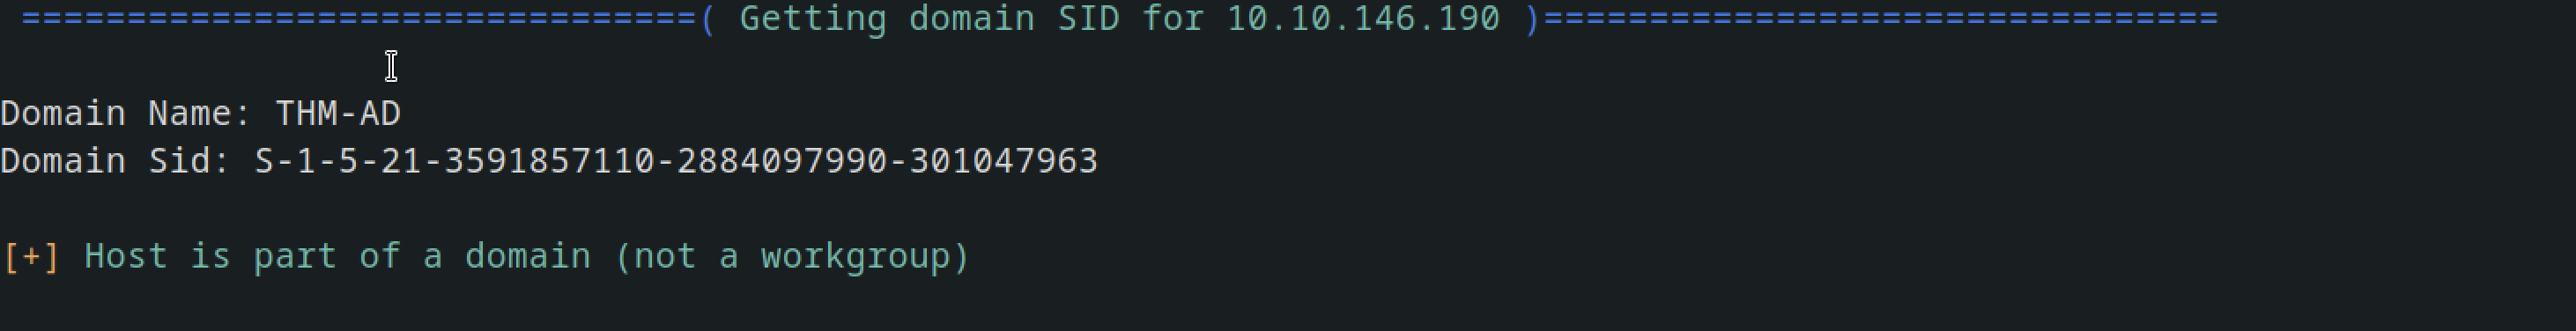 ================================( Getting domain SID for 10.10.146.190 )================================
Domain Name: THM-AD
Domain Sid: S-1-5-21-3591857110-2884097990-301047963
[+] Host is part of a domain (not a workgroup)